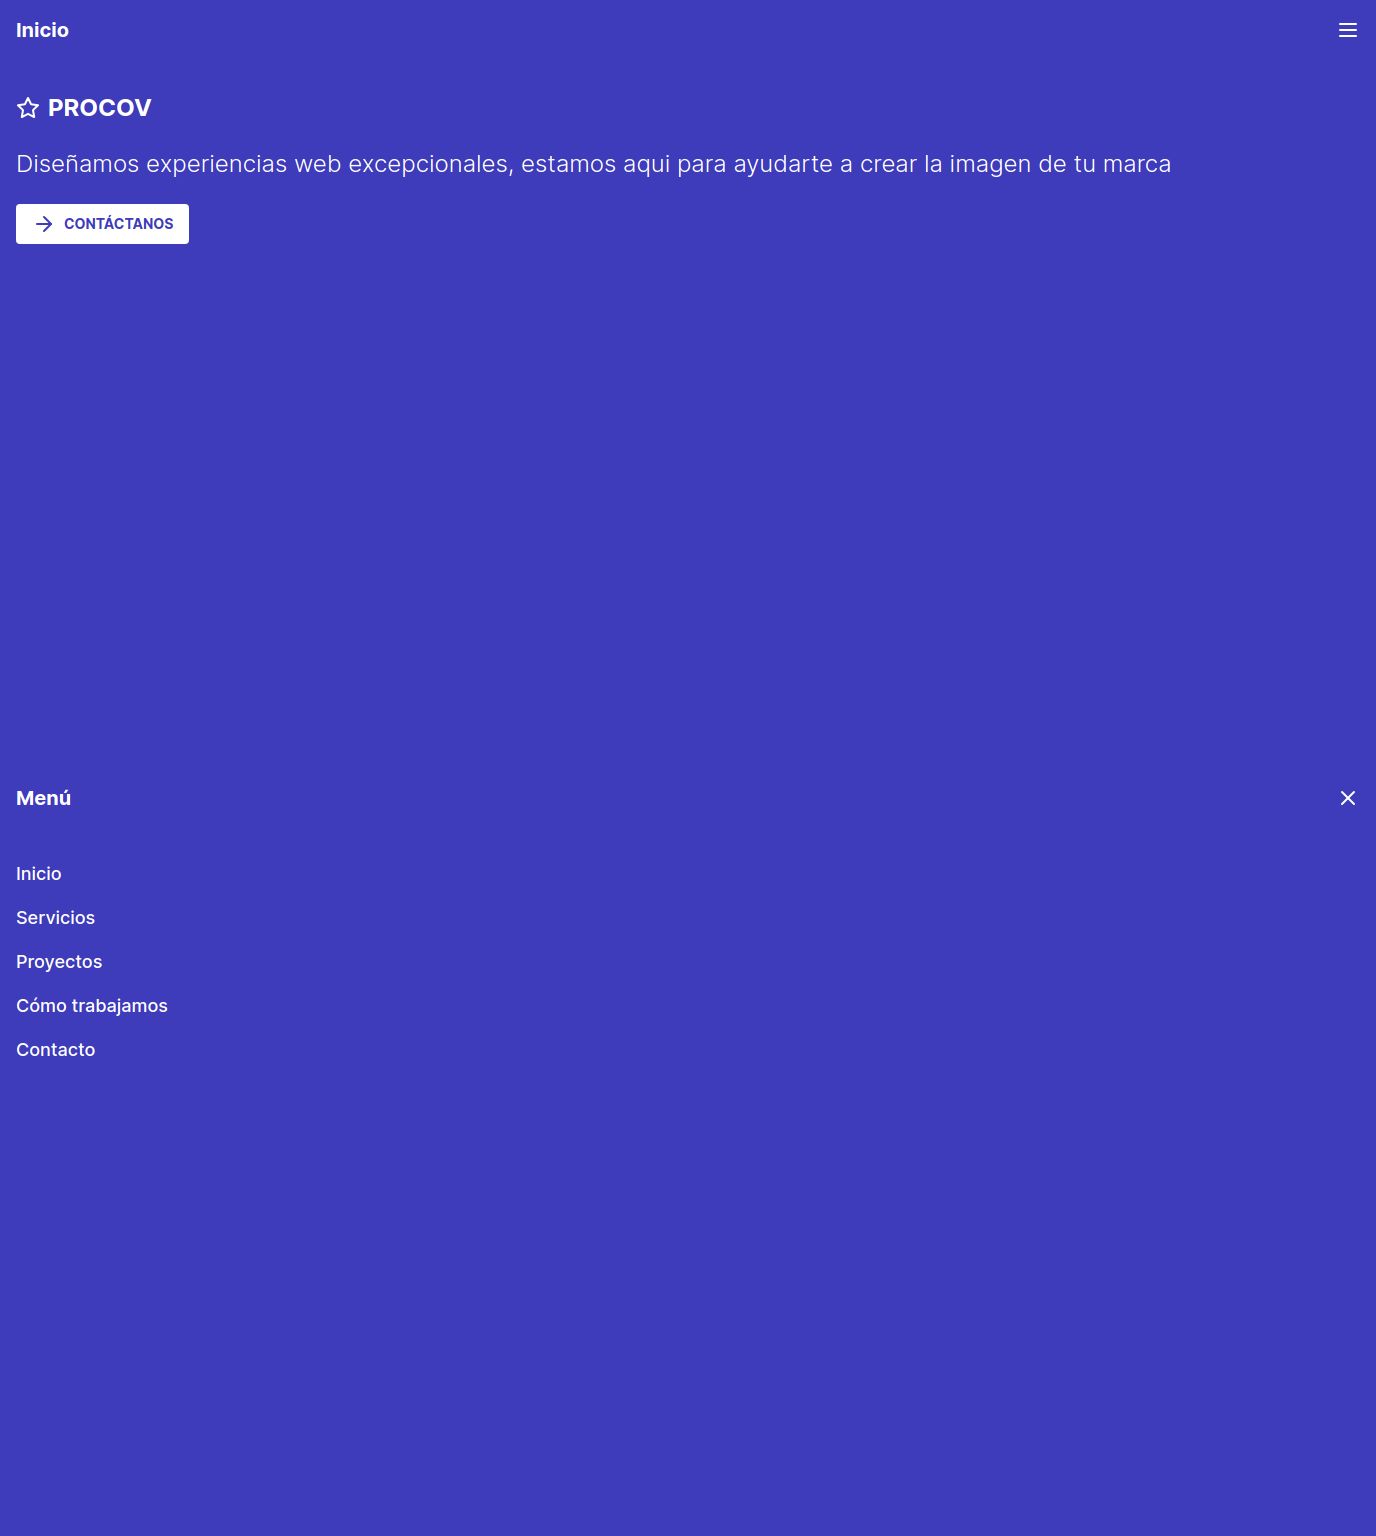 Inicio
PROCOV
Diseñamos experiencias web excepcionales, estamos aqui para ayudarte a crear la imagen de tu marca
CONTÁCTANOS
Menú
Inicio
Servicios
Proyectos
Cómo trabajamos
Contacto